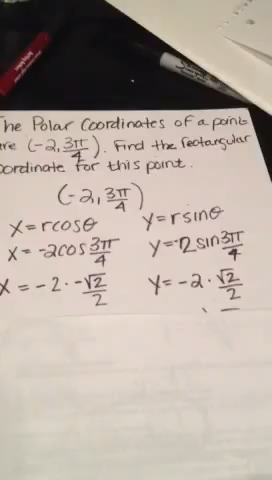 The Polar Coordinates of a point
are (-2, 3π/4). Find the rectangular
coordinate for this point.
(-2, 3π/4)
x=rcosθ y=rsinθ
x=-2cos 3π/4 y=-2sin 3π/4
x = -2 · -√2/2 y= -2 · √2/2